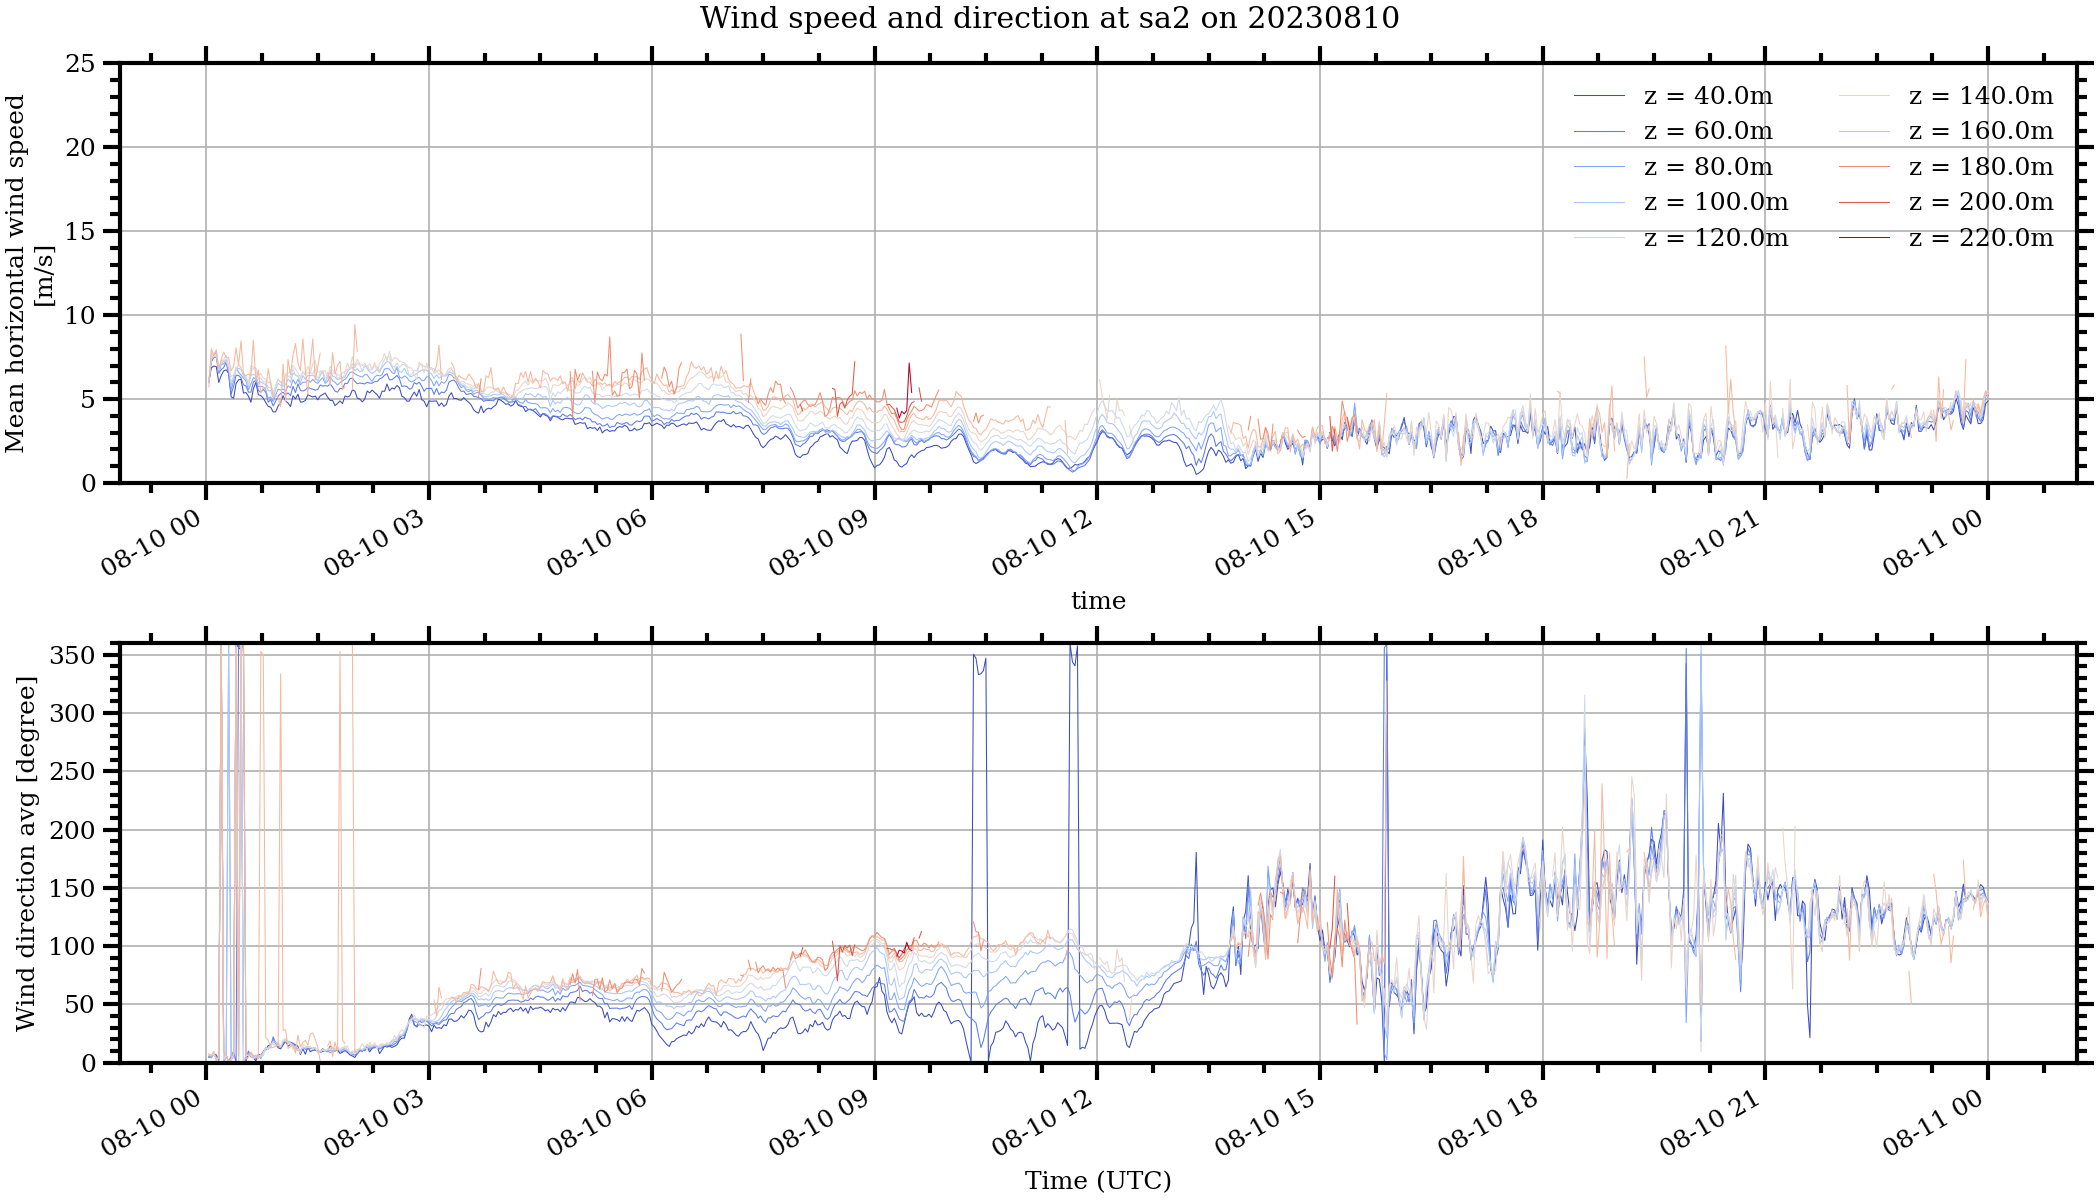 Wind speed and direction at sa2 on 20230810
Mean horizontal wind speed
[m/s]
25
20
15
10
5
0
z = 40.0m
z = 60.0m
z = 80.0m
z = 100.0m
z = 120.0m
z = 140.0m
z = 160.0m
z = 180.0m
z = 200.0m
z = 220.0m
08-10 00
08-10 03
08-10 06
08-10 09
08-10 12
08-10 15
08-10 18
08-10 21
08-11 00
time
Wind direction avg [degree]
350
300
250
200
150
100
50
0
08-10 00
08-10 03
08-10 06
08-10 09
08-10 12
08-10 15
08-10 18
08-10 21
08-11 00
Time (UTC)